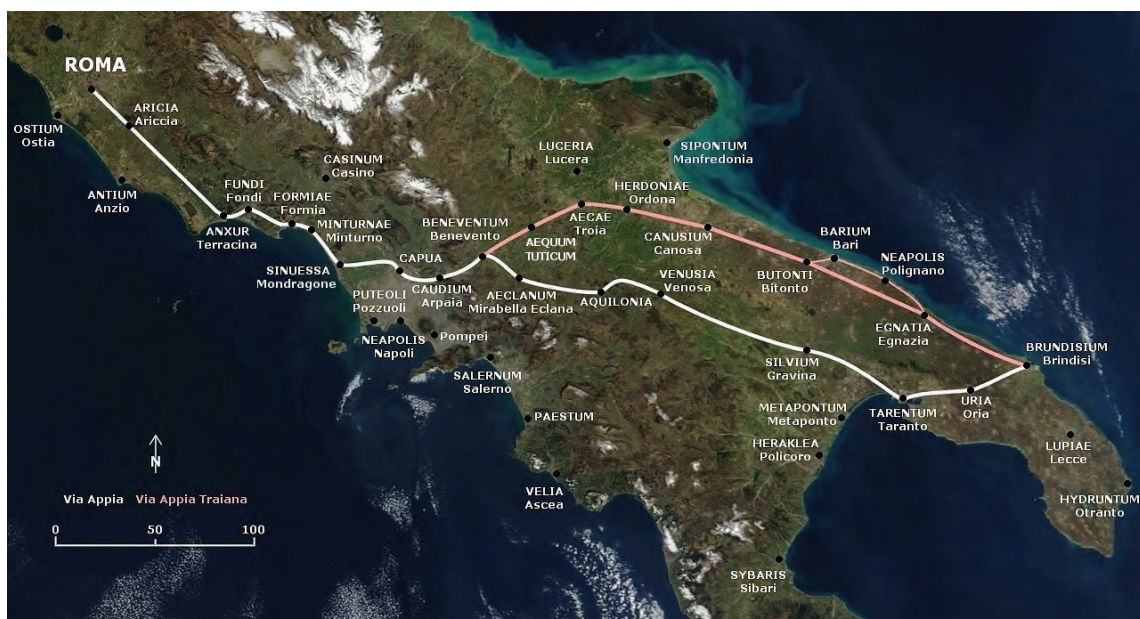 ROMA
ARICIA
Ariccia
OSTIUM
Ostia
ANTIUM
Anzio
CASINUM
Casino
FUNDI
Fondi
FORMIAE
Formia
ANXUR
Terracina
MINTURNAE
Minturno
SINUESSA
Mondragone
CAPUA
CAUDIUM
Arpaia
PUTEOLI
Pozzuoli
NEAPOLIS
Napoli
Pompei
SALERNUM
Salerno
PAESTUM
VELIA
Ascea
BENEVENTUM
Benevento
AEQUUM
TUTICUM
AECLANUM
Mirabella Eclana
LUCERIA
Lucera
AECAE
Troia
HERDONIAE
Ordona
SIPONTUM
Manfredonia
CANUSIUM
Canosa
AQUILONIA
VENUSIA
Venosa
BUTONTI
Bitonto
BARIUM
Bari
NEAPOLIS
Polignano
EGNATIA
Egnazia
BRUNDISIUM
Brindisi
SILVIUM
Gravina
TARENTUM
Taranto
URIA
Oria
METAPONTUM
Metaponto
HERAKLEA
Policoro
LUPIAE
Lecce
HYDRUNTUM
Otranto
SYBARIS
Sibari
N
Via Appia Via Appia Traiana
0 50 100